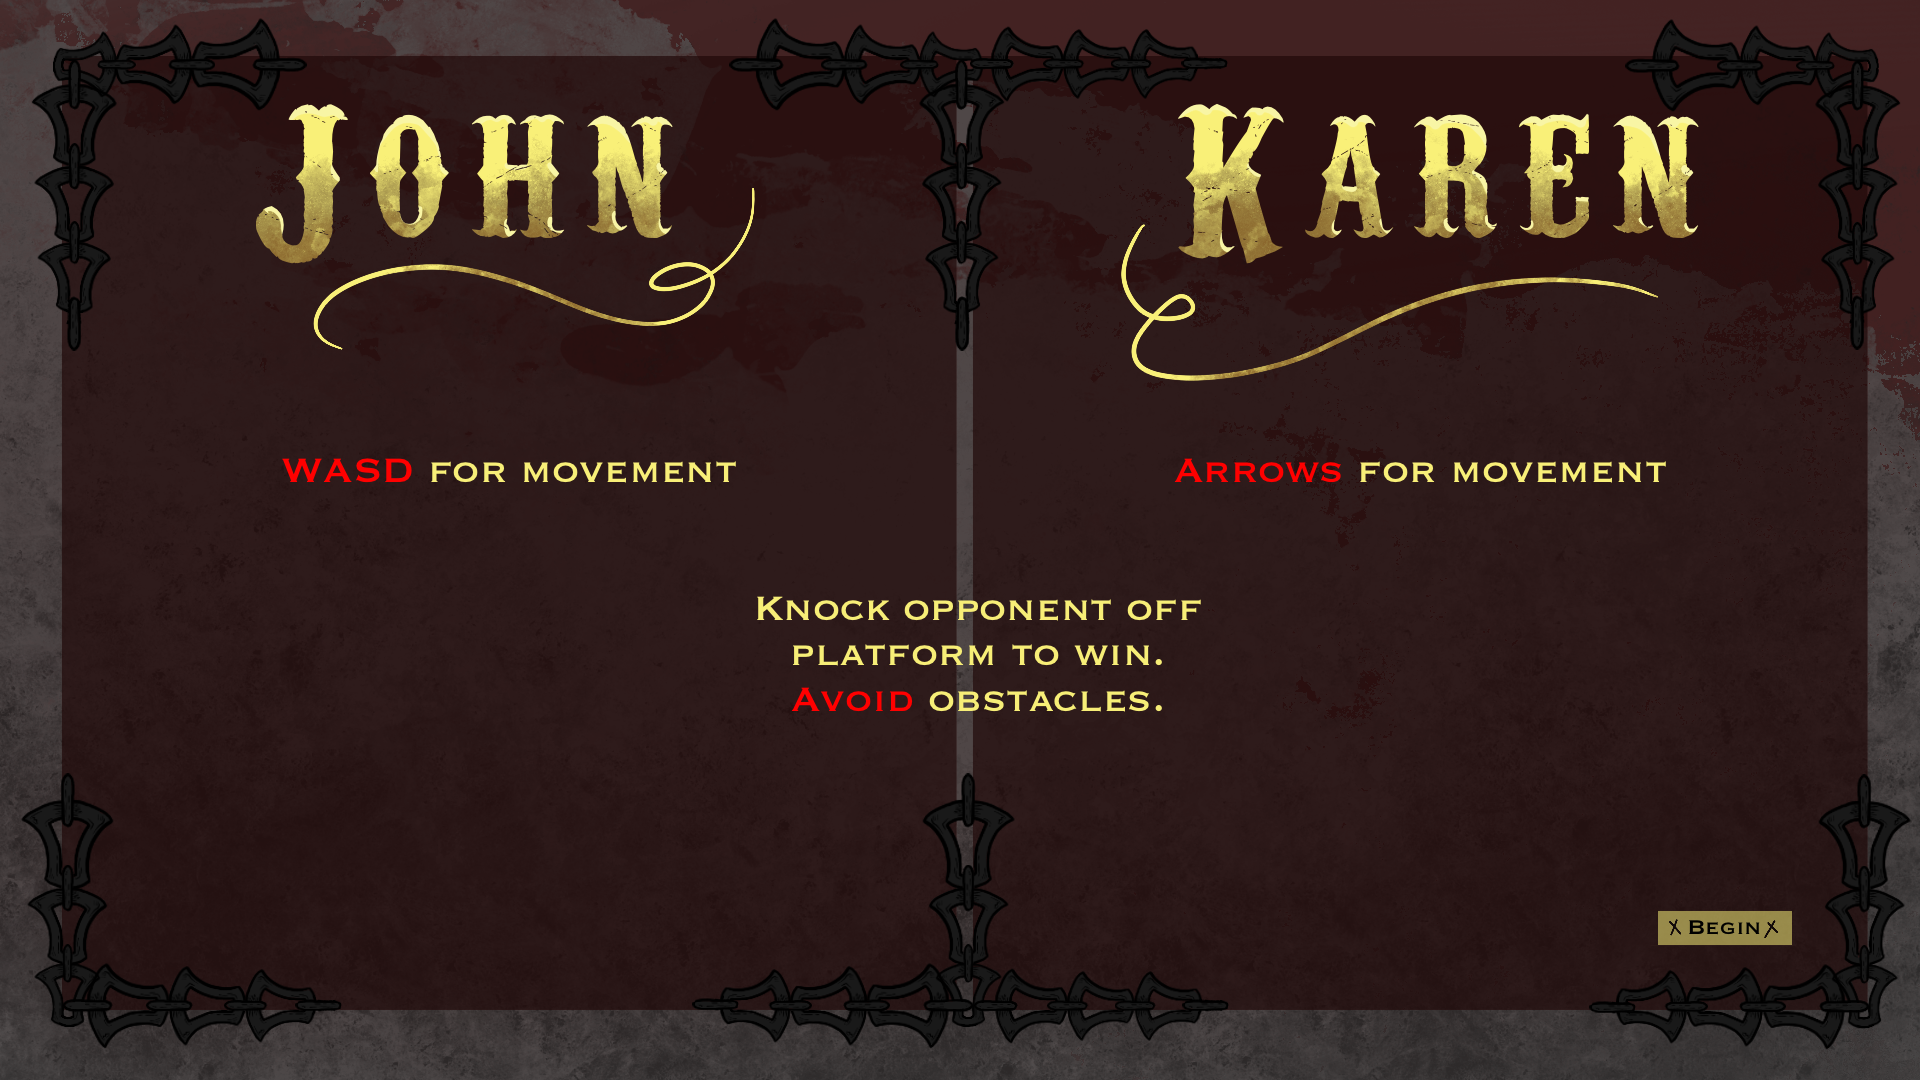 John
Karen
WASD for movement
Arrows for movement
Knock opponent off
platform to win.
Avoid obstacles.
Begin